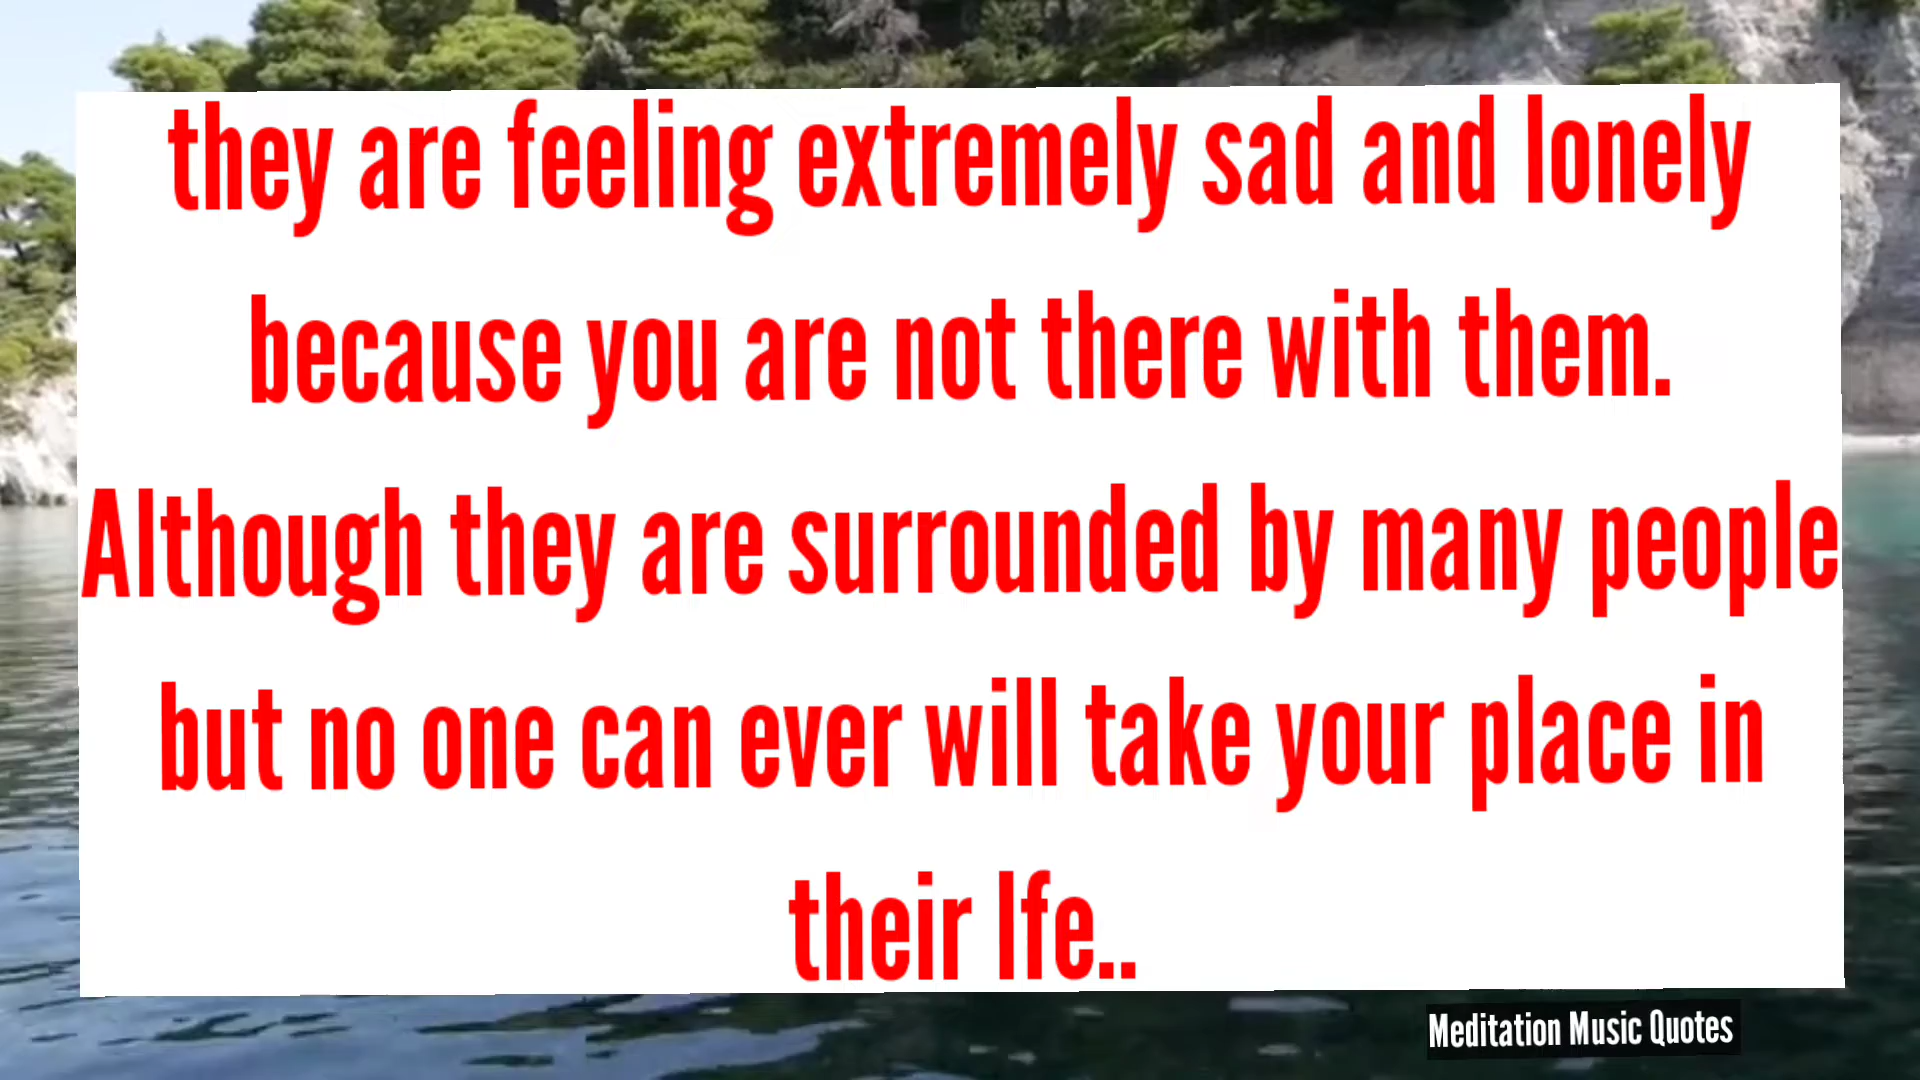 they are feeling extremely sad and lonely
because you are not there with them.
Although they are surrounded by many people
but no one can ever will take your place in
their lfe..
Meditation Music Quotes